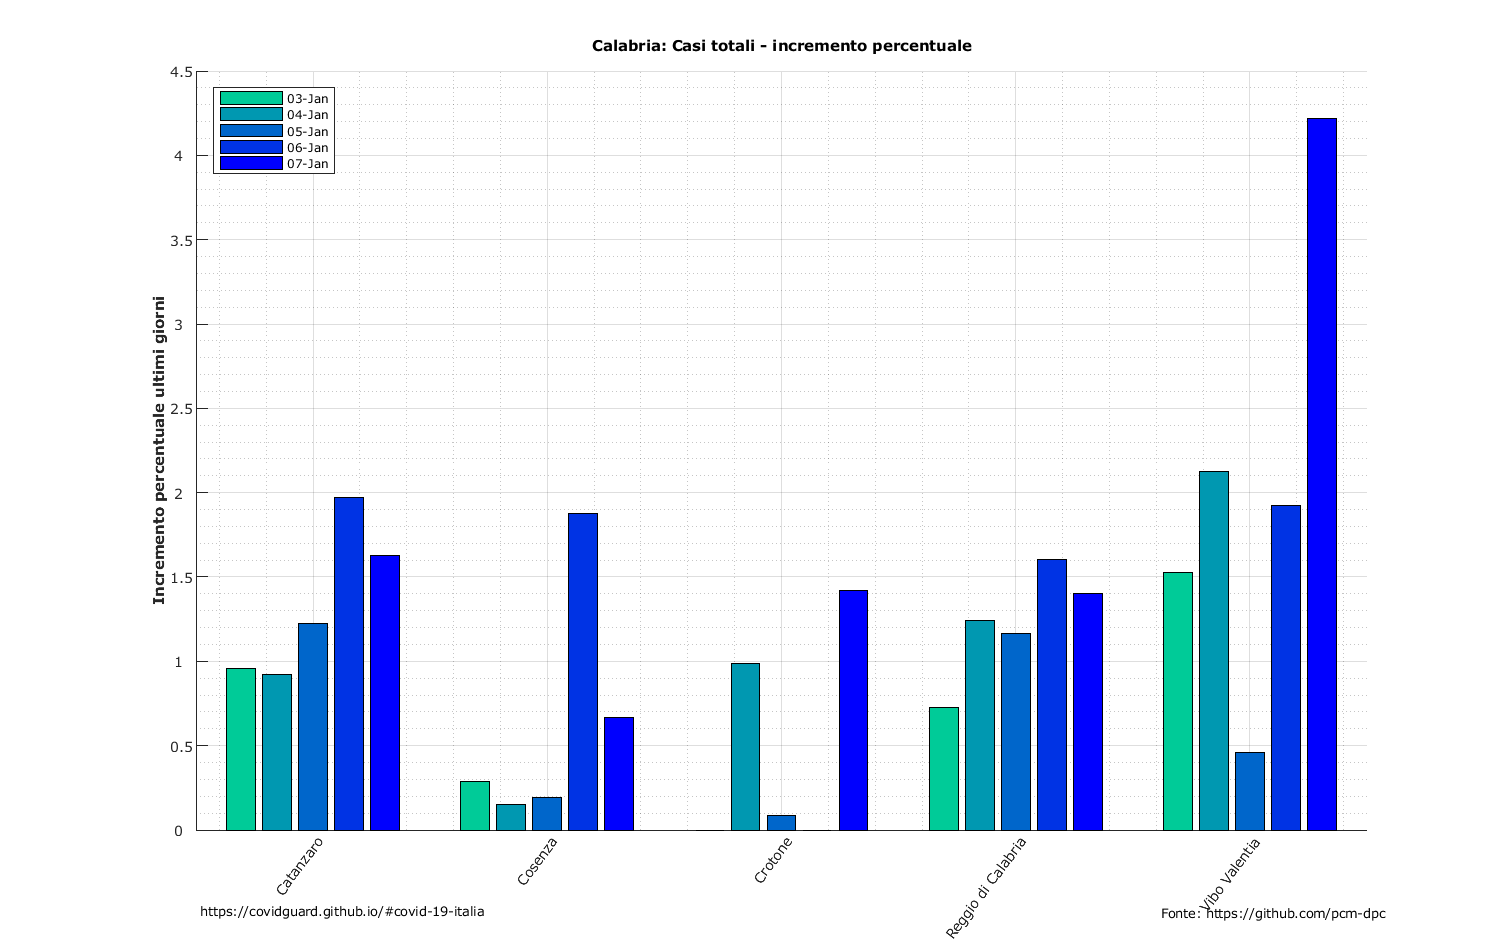 Calabria: Casi totali - incremento percentuale
Incremento percentuale ultimi giorni
4.5
4
3.5
3
2.5
2
1.5
1
0.5
0
03-Jan
04-Jan
05-Jan
06-Jan
07-Jan
Catanzaro
Cosenza
Crotone
Reggio di Calabria
Vibo Valentia
https://covidguard.github.io/#covid-19-italia
Fonte: https://github.com/pcm-dpc